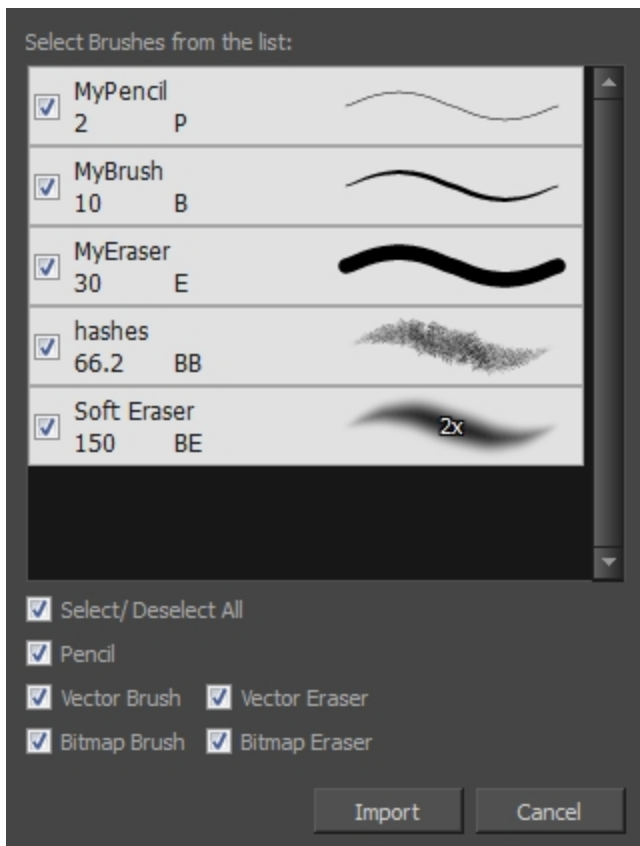 Select Brushes from the list:
MyPencil
2 P
MyBrush
10 B
MyEraser
30 E
hashes
66.2 BB
Soft Eraser
150 BE
2x
Select/ Deselect All
Pencil
Vector Brush Vector Eraser
Bitmap Brush Bitmap Eraser
Import Cancel